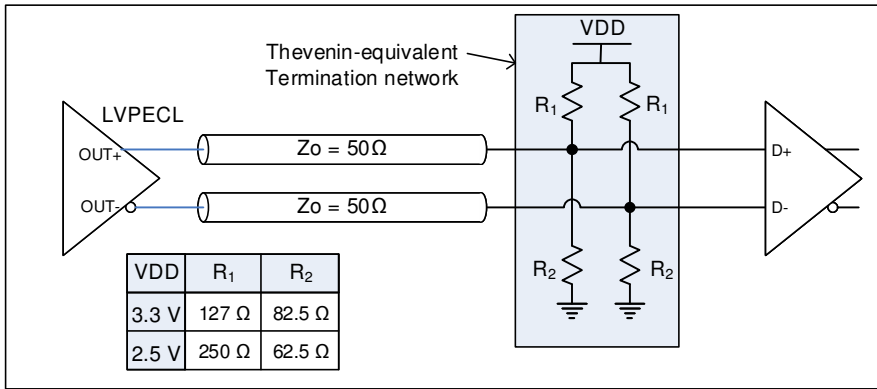 VDD
Thevenin-equivalent
Termination network
R1 R1
LVPECL
OUT+
Zo = 50Ω
D+
OUT-
Zo = 50Ω
D-
R2 R2
VDD R1 R2
3.3 V 127 Ω 82.5 Ω
2.5 V 250 Ω 62.5 Ω